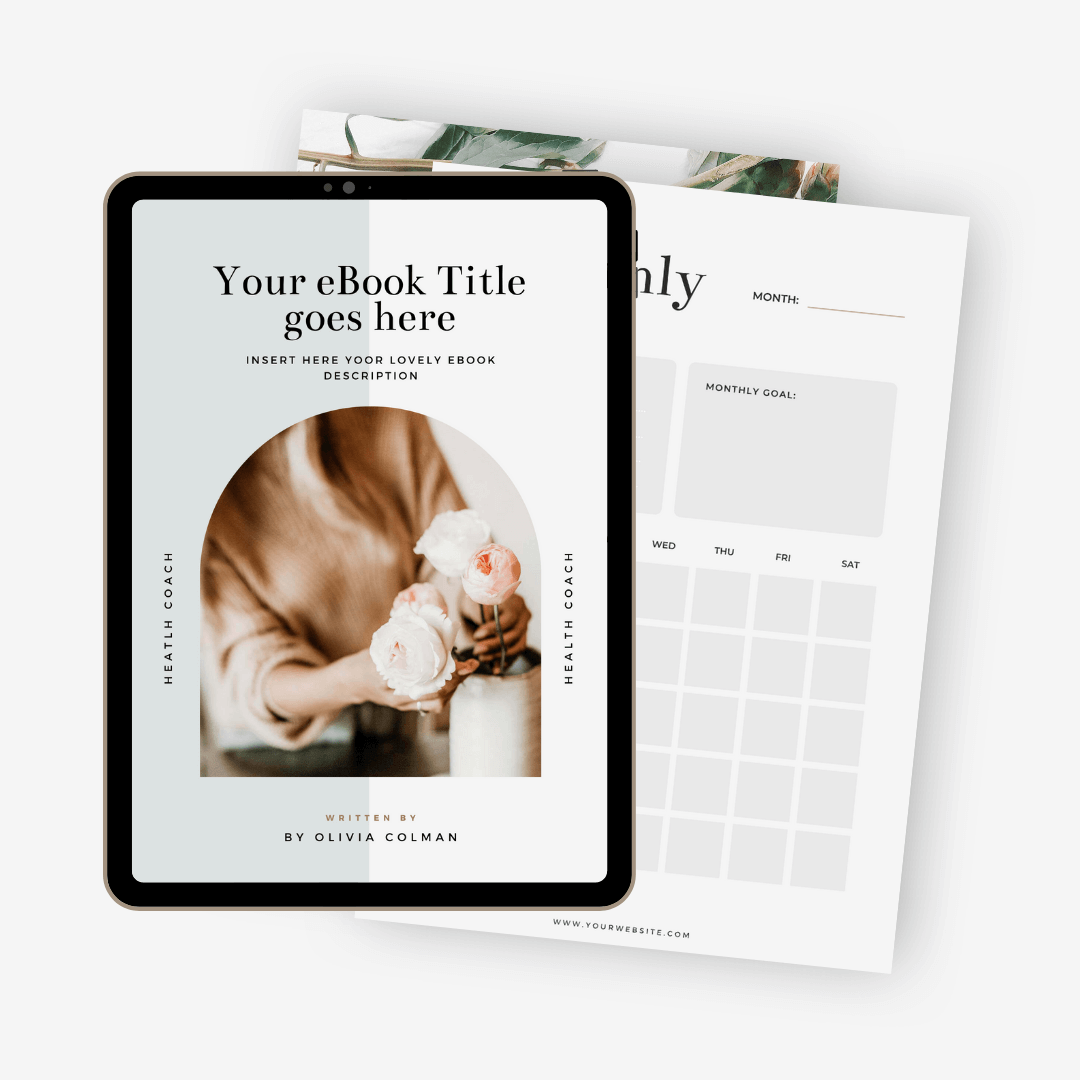 Your eBook Title
goes here
INSERT HERE YOOR LOVELY EBOOK
DESCRIPTION
HEATLH COACH
HEALTH COACH
WRITTEN BY
BY OLIVIA COLMAN
nly
MONTH:
MONTHLY GOAL:
WED THU FRI SAT
WWW.YOURWEBSITE.COM